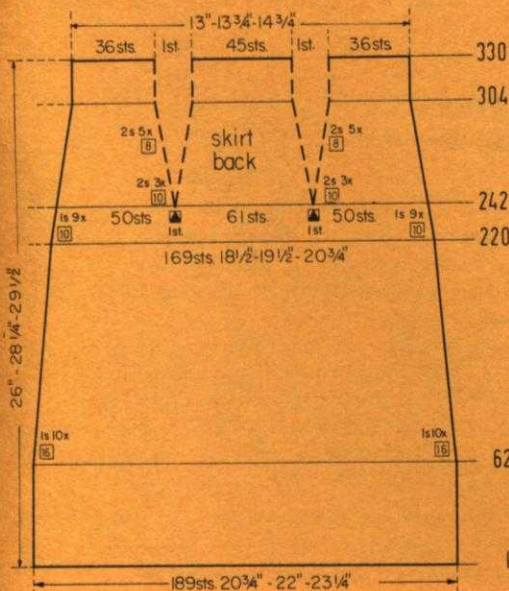 13"-13¾"-14¾"
36sts. 1st. 45sts. 1st. 36sts.
330
304
2s 5x 2s 5x
8 8
skirt
back
2s 3x 2s 3x
10 10
242
1s 9x 50sts 61sts. 50sts. 1s 9x
10 1st. 1st. 10
220
169sts. 18½"-19½"-20¾"
26"-28¼"-29½"
1s 10x 1s10x
16 16
62
189sts. 20¾"-22"-23¼"